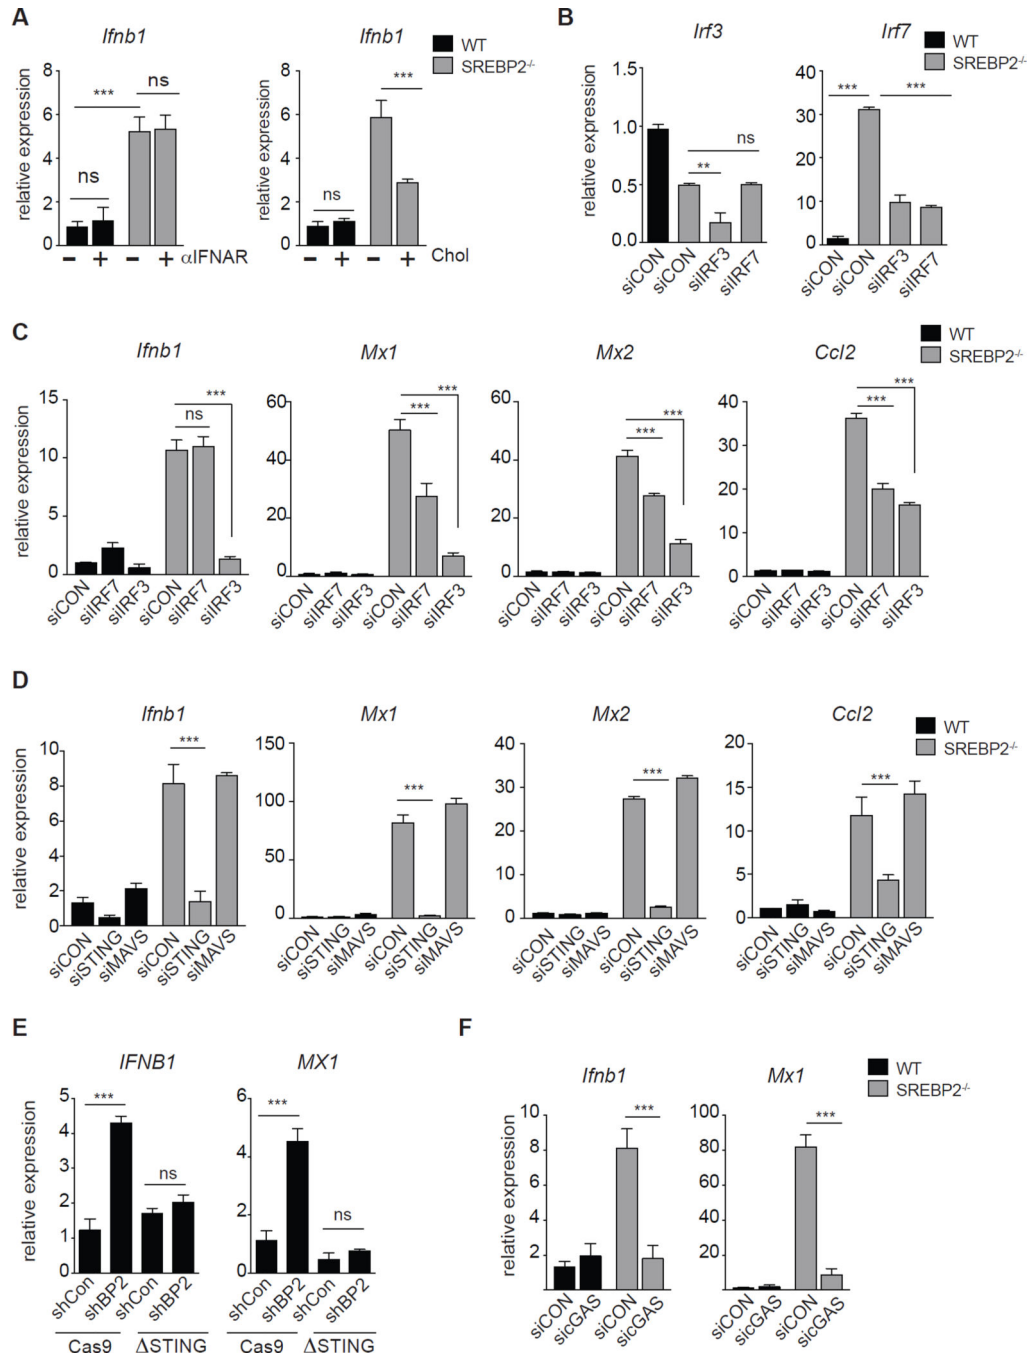 A
Ifnb1
Ifnb1
WT
SREBP2-/-
relative expression
8
6
4
2
0
***
ns
ns
− + − + αIFNAR
relative expression
8
6
4
2
0
***
ns
− + − + Chol
B
Irf3
Irf7
WT
SREBP2-/-
relative expression
1.5
1.0
0.5
0.0
ns
**
siCON siCON siIRF3 siIRF7
40
30
20
10
0
*** ***
siCON siCON siIRF3 siIRF7
C
Ifnb1
Mx1
Mx2
Ccl2
WT
SREBP2-/-
relative expression
15
10
5
0
***
ns
siCON siIRF7 siIRF3 siCON siIRF7 siIRF3
60
40
20
0
***
***
siCON siIRF7 siIRF3 siCON siIRF7 siIRF3
60
40
20
0
***
***
siCON siIRF7 siIRF3 siCON siIRF7 siIRF3
40
30
20
10
0
***
***
siCON siIRF7 siIRF3 siCON siIRF7 siIRF3
D
Ifnb1
Mx1
Mx2
Ccl2
WT
SREBP2-/-
relative expression
10
8
6
4
2
0
***
siCON siSTING siMAVS siCON siSTING siMAVS
150
100
50
0
***
siCON siSTING siMAVS siCON siSTING siMAVS
40
30
20
10
0
***
siCON siSTING siMAVS siCON siSTING siMAVS
20
15
10
5
0
***
siCON siSTING siMAVS siCON siSTING siMAVS
E
IFNB1
MX1
relative expression
5
4
3
2
1
0
***
ns
shCon shBP2 shCon shBP2
Cas9 ΔSTING
6
4
2
0
***
ns
shCon shBP2 shCon shBP2
Cas9 ΔSTING
F
Ifnb1
Mx1
WT
SREBP2-/-
relative expression
10
8
6
4
2
0
***
siCON sicGAS siCON sicGAS
100
80
60
40
20
0
***
siCON sicGAS siCON sicGAS